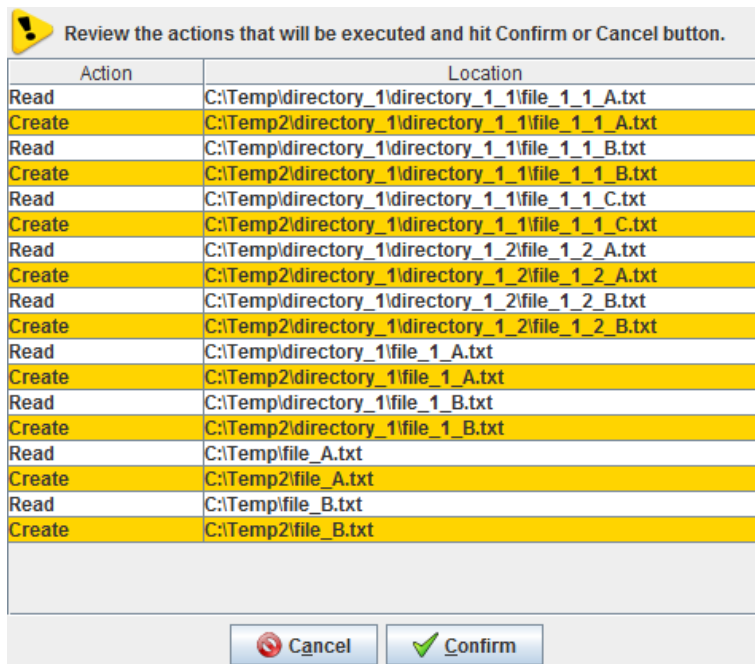 Review the actions that will be executed and hit Confirm or Cancel button.
Action Location
Read C:\Temp\directory_1\directory_1_1\file_1_1_A.txt
Create C:\Temp2\directory_1\directory_1_1\file_1_1_A.txt
Read C:\Temp\directory_1\directory_1_1\file_1_1_B.txt
Create C:\Temp2\directory_1\directory_1_1\file_1_1_B.txt
Read C:\Temp\directory_1\directory_1_1\file_1_1_C.txt
Create C:\Temp2\directory_1\directory_1_1\file_1_1_C.txt
Read C:\Temp\directory_1\directory_1_2\file_1_2_A.txt
Create C:\Temp2\directory_1\directory_1_2\file_1_2_A.txt
Read C:\Temp\directory_1\directory_1_2\file_1_2_B.txt
Create C:\Temp2\directory_1\directory_1_2\file_1_2_B.txt
Read C:\Temp\directory_1\file_1_A.txt
Create C:\Temp2\directory_1\file_1_A.txt
Read C:\Temp\directory_1\file_1_B.txt
Create C:\Temp2\directory_1\file_1_B.txt
Read C:\Temp\file_A.txt
Create C:\Temp2\file_A.txt
Read C:\Temp\file_B.txt
Create C:\Temp2\file_B.txt
Cancel Confirm